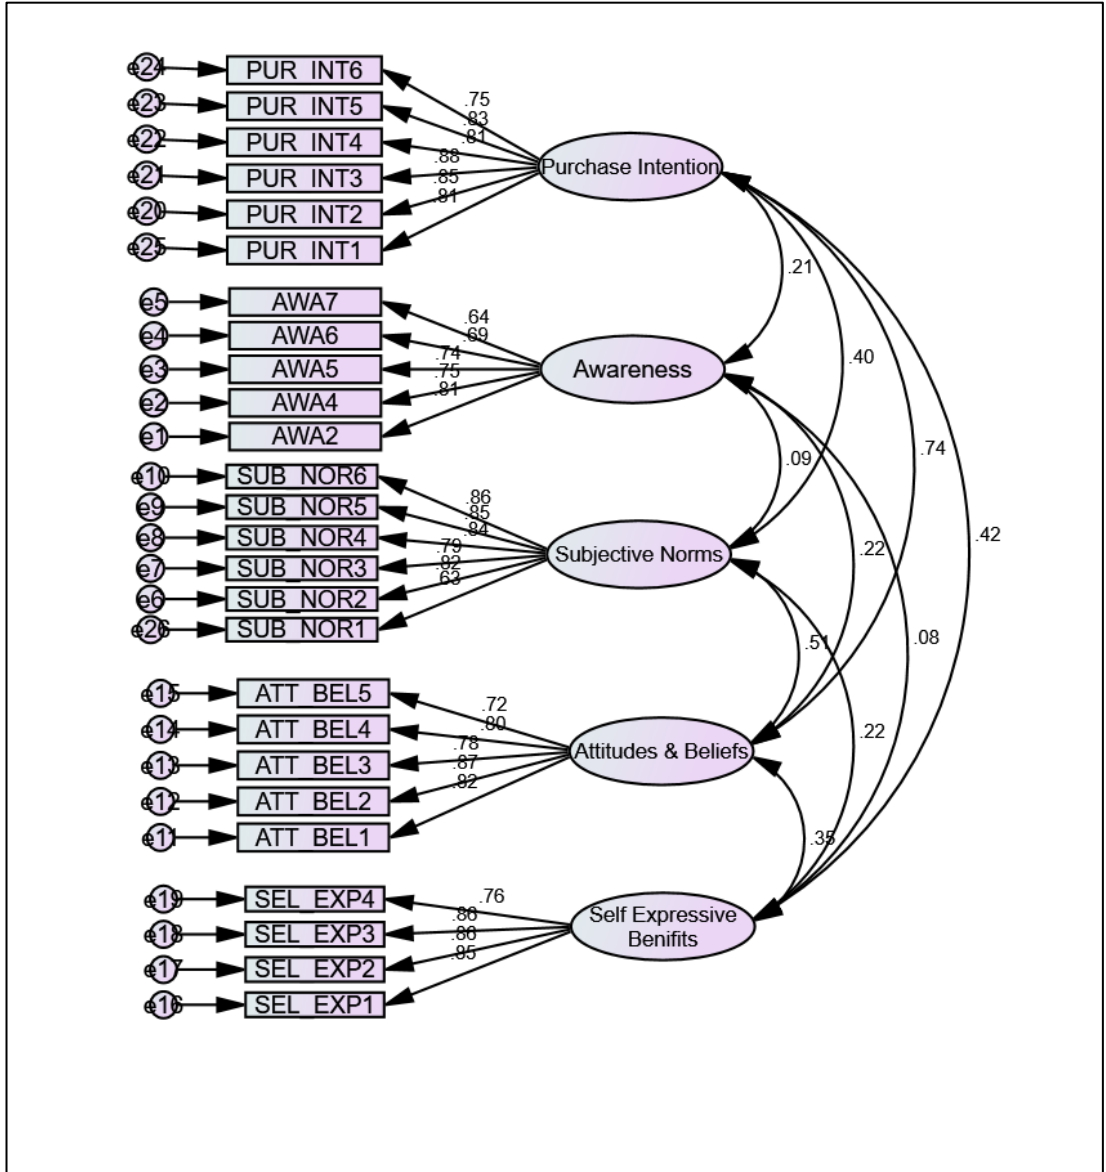 e24 PUR_INT6
.75
e23 PUR_INT5
.83
e22 PUR_INT4
.81
Purchase Intention
e21 PUR_INT3
.88
e20 PUR_INT2
.85
e25 PUR_INT1
.81
.21
e5 AWA7
.64
e4 AWA6
.69
e3 AWA5
.74
Awareness
e2 AWA4
.75
e1 AWA2
.81
.40
.74
.09
e10 SUB_NOR6
.86
e9 SUB_NOR5
.85
e8 SUB_NOR4
.84
Subjective Norms
e7 SUB_NOR3
.79
e6 SUB_NOR2
.82
e26 SUB_NOR1
.63
.22
.42
.51
.08
e15 ATT_BEL5
.72
e14 ATT_BEL4
.80
e13 ATT_BEL3
.78
Attitudes & Beliefs
e12 ATT_BEL2
.87
e11 ATT_BEL1
.22
.35
e19 SEL_EXP4
.76
e18 SEL_EXP3
.86
Self Expressive
Benifits
e17 SEL_EXP2
.86
e16 SEL_EXP1